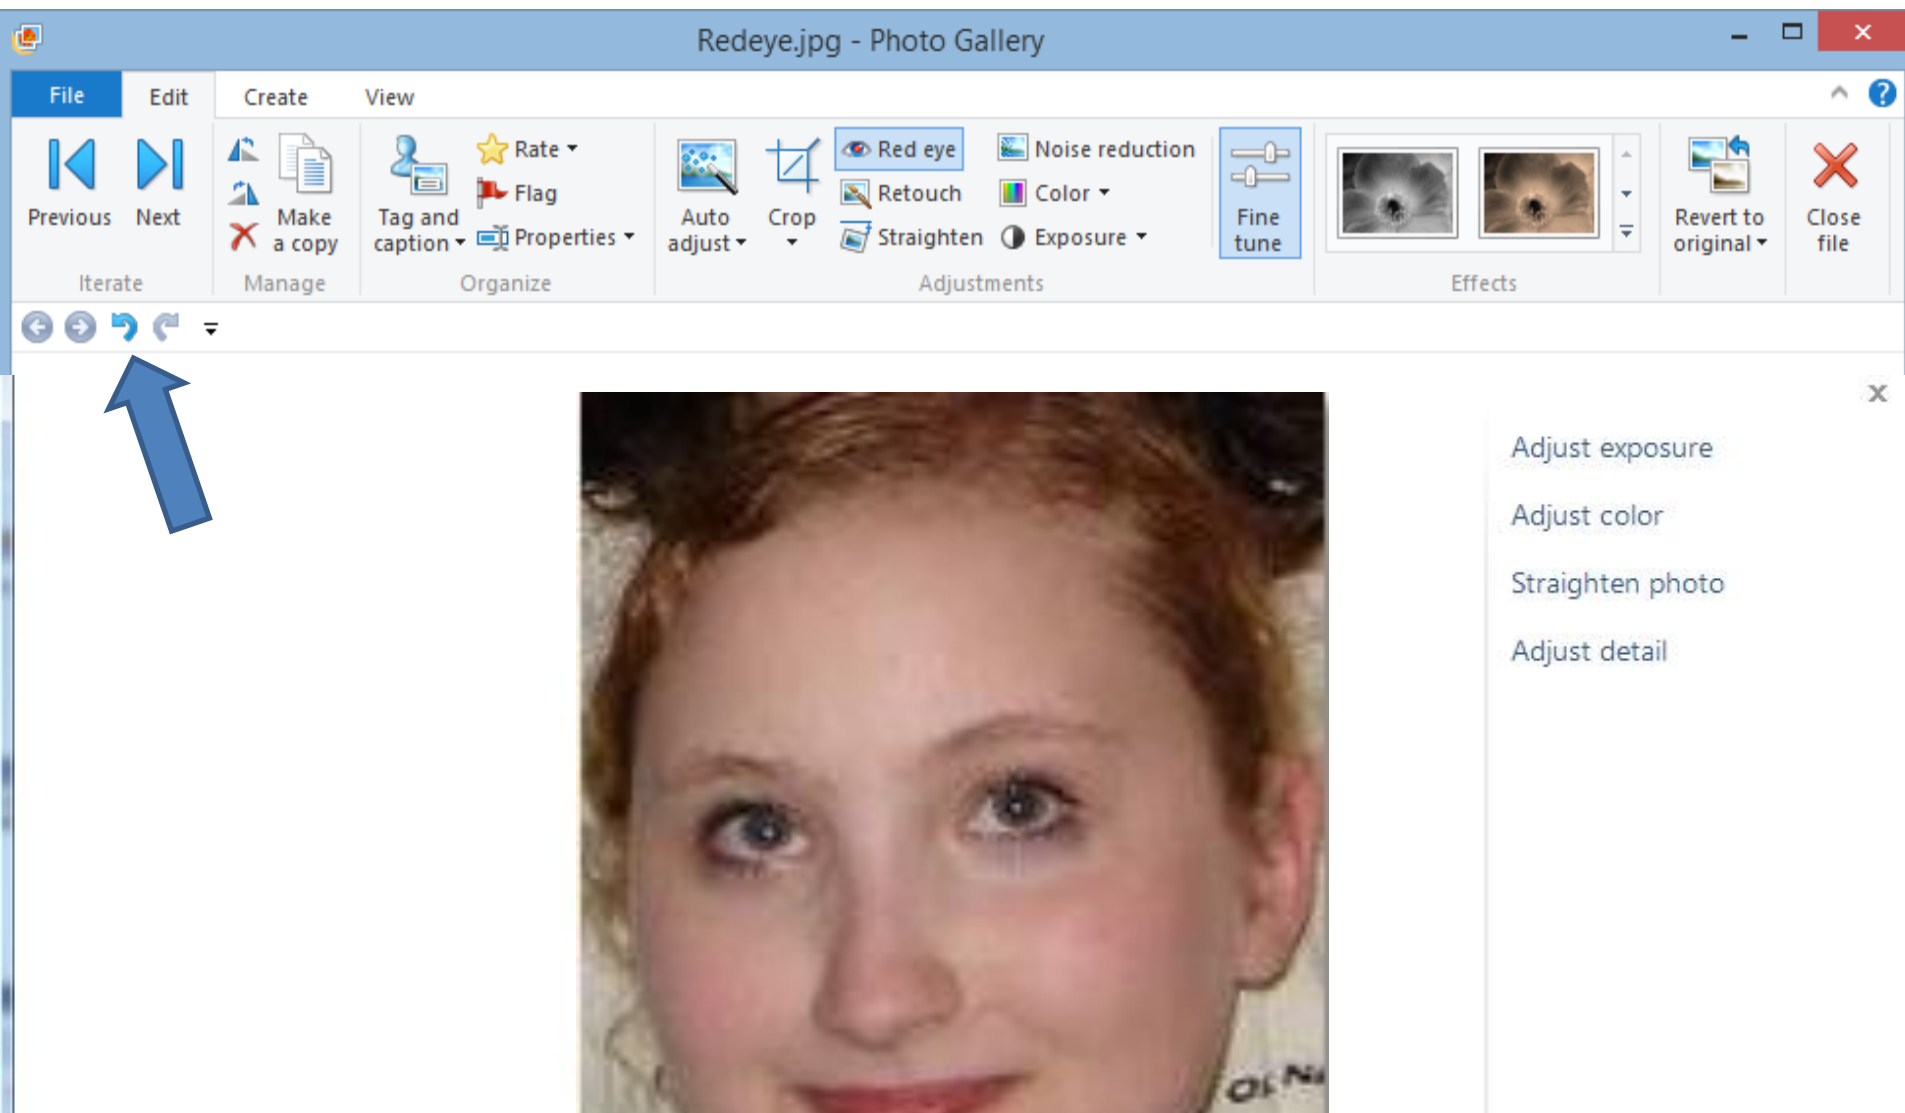 Redeye.jpg - Photo Gallery
File Edit Create View
Previous Next
Make a copy
Tag and caption
Rate
Flag
Properties
Auto adjust
Crop
Red eye
Retouch
Straighten
Noise reduction
Color
Exposure
Fine tune
Revert to original
Close file
Iterate Manage Organize Adjustments Effects
Adjust exposure
Adjust color
Straighten photo
Adjust detail